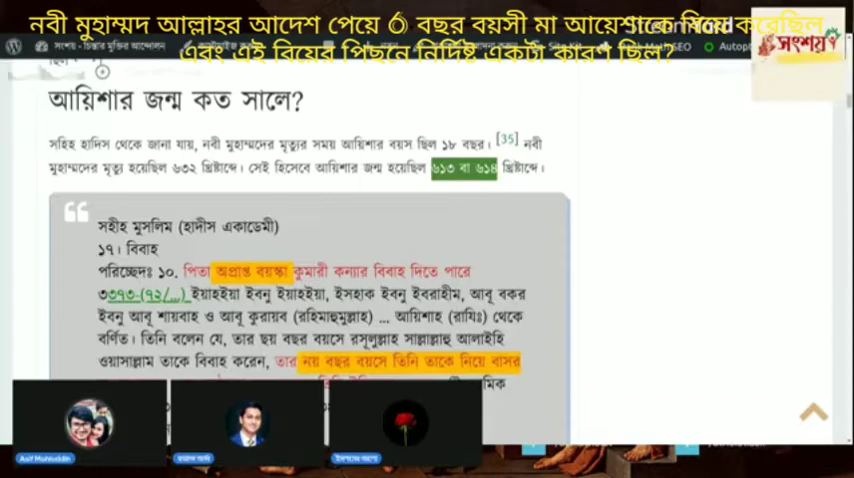 নবী মুহাম্মদ আল্লাহর আদেশ পেয়ে 6 বছর বয়সী মা আয়েশাকে বিয়ে করেছিল
এবং এই বিয়ের পিছনে নির্দিষ্ট একটা কারণ ছিল?
সংশয় - চিন্তার মুক্তির আন্দোলন
সংশয়
আয়িশার জন্ম কত সালে?
সহিহ হাদিস থেকে জানা যায়, নবী মুহাম্মদের মৃত্যুর সময় আয়িশার বয়স ছিল ১৮ বছর। [35] নবী
মুহাম্মদের মৃত্যু হয়েছিল ৬৩২ খ্রিষ্টাব্দে। সেই হিসেবে আয়িশার জন্ম হয়েছিল ৬১৩ বা ৬১৪ খ্রিষ্টাব্দে।
সহীহ মুসলিম (হাদীস একাডেমী)
১৭। বিবাহ
পরিচ্ছেদঃ ১০. পিতা অপ্রাপ্ত বয়স্কা কুমারী কন্যার বিবাহ দিতে পারে
৩৩৭৩-(৭২/...) ইয়াহইয়া ইবনু ইয়াহইয়া, ইসহাক ইবনু ইবরাহীম, আবূ বকর
ইবনু আবূ শায়বাহ ও আবূ কুরায়ব (রহিমাহুমুল্লাহ) ... আয়িশাহ (রাযিঃ) থেকে
বর্ণিত। তিনি বলেন যে, তার ছয় বছর বয়সে রসূলুল্লাহ সাল্লাল্লাহু আলাইহি
ওয়াসাল্লাম তাকে বিবাহ করেন, তার নয় বছর বয়সে তিনি তাকে নিয়ে বাসর
Asif Mohiuddin